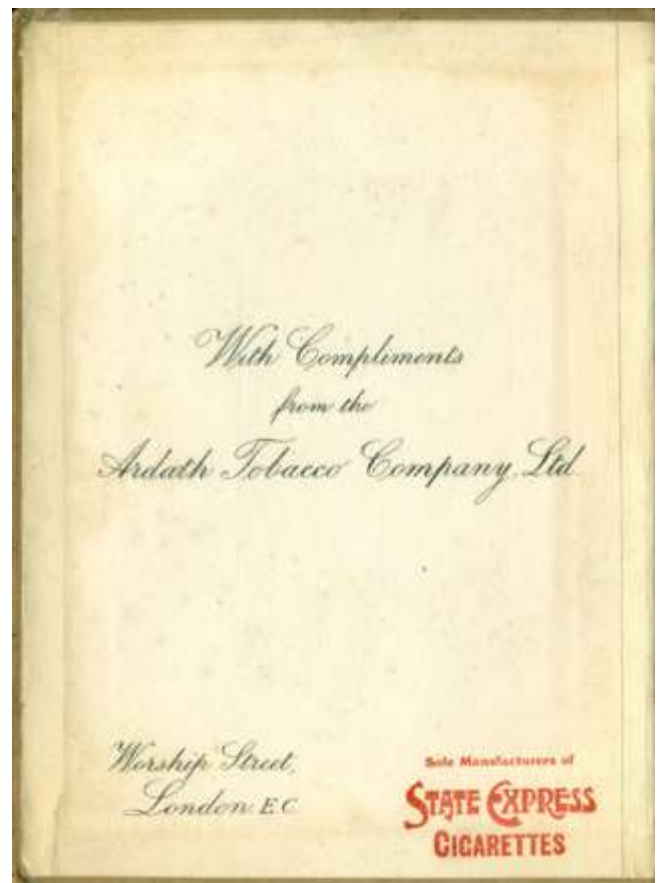 With Compliments
from the
Ardath Tobacco Company, Ltd
Worship Street,
London E C
Sole Manufacturers of
STATE EXPRESS
CIGARETTES